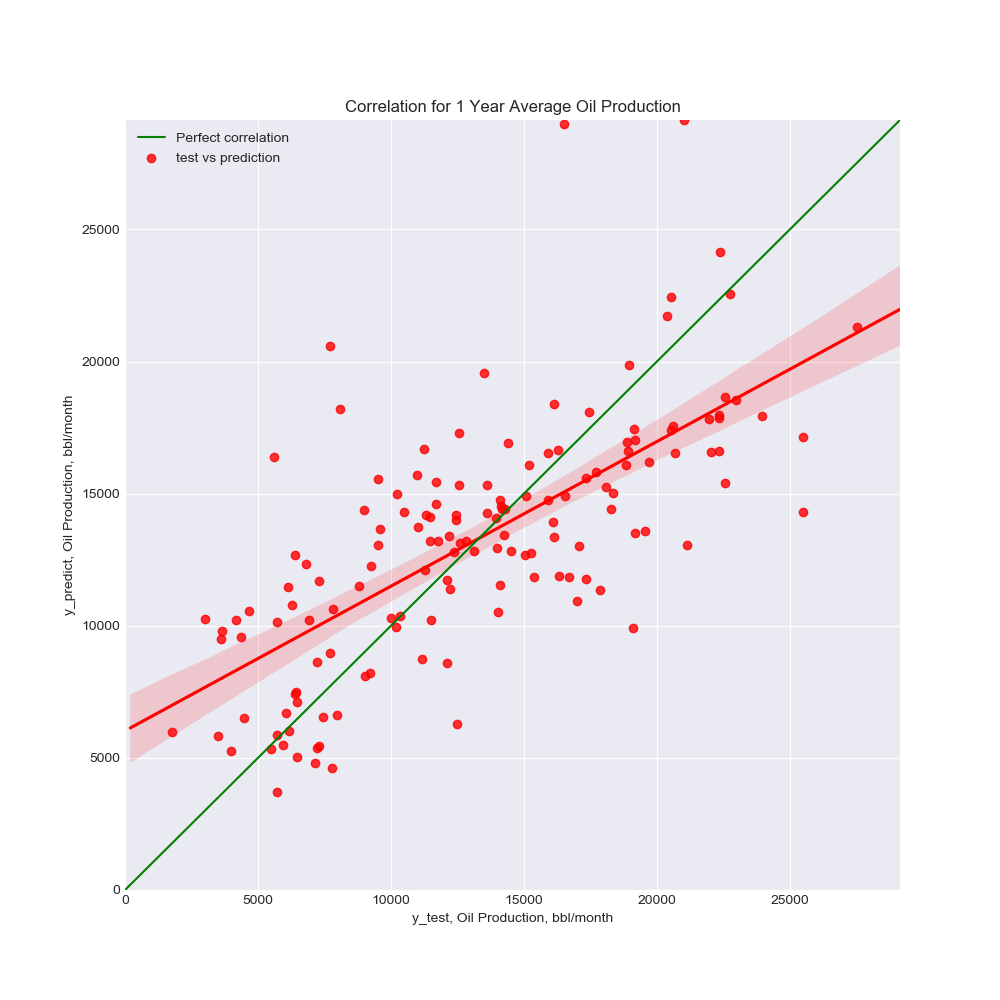 Correlation for 1 Year Average Oil Production
Perfect correlation
test vs prediction
y_predict, Oil Production, bbl/month
25000
20000
15000
10000
5000
0
0 5000 10000 15000 20000 25000
y_test, Oil Production, bbl/month